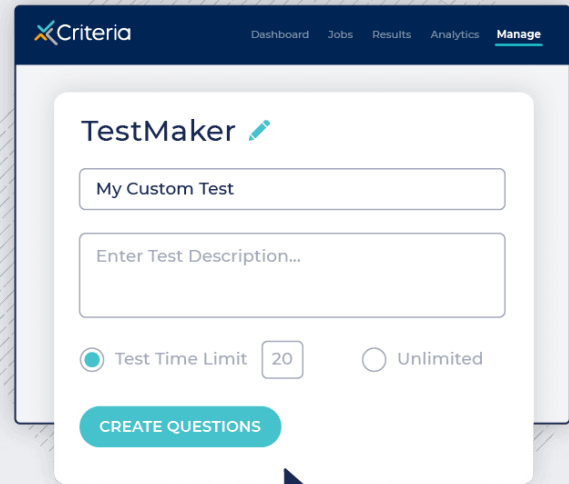 Criteria
Dashboard Jobs Results Analytics Manage
TestMaker
My Custom Test
Enter Test Description...
Test Time Limit 20 Unlimited
CREATE QUESTIONS